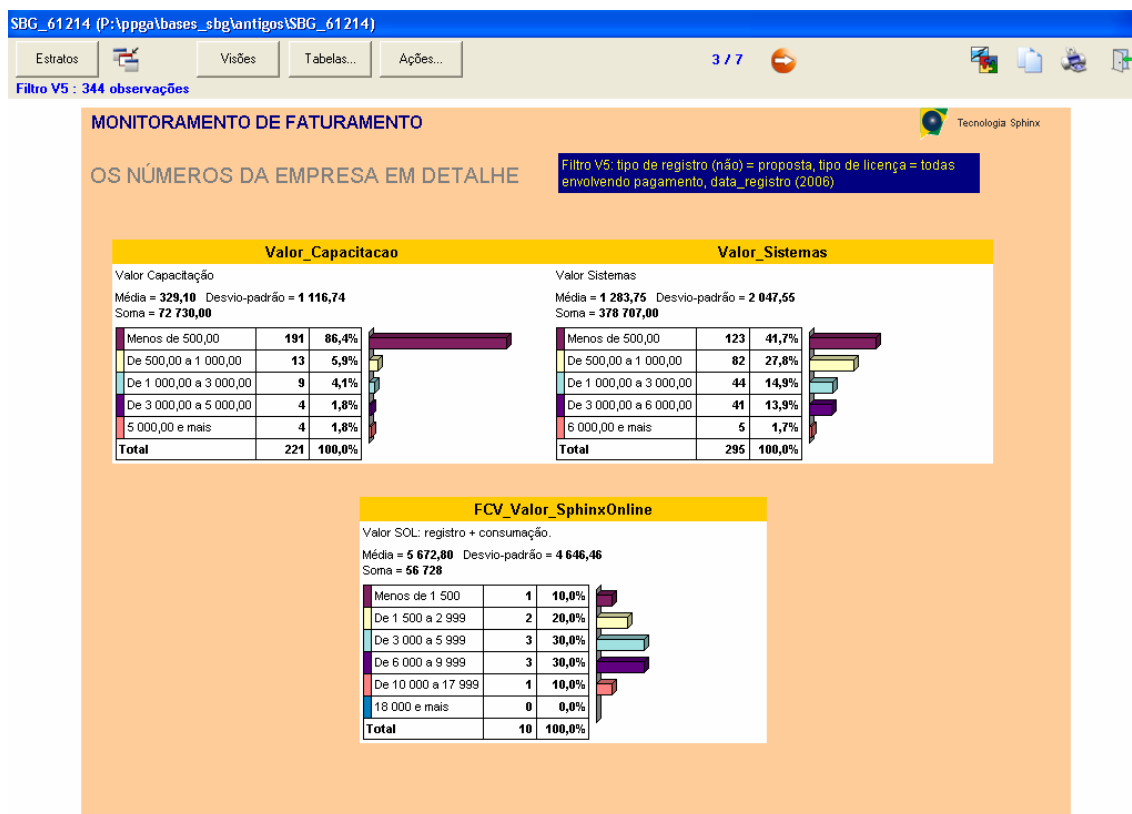 SBG_61214 (P:\ppga\bases_sbg\antigos\SBG_61214)
Estratos Visões Tabelas... Ações... 3 / 7
Filtro V5 : 344 observações
MONITORAMENTO DE FATURAMENTO
Tecnologia Sphinx
OS NÚMEROS DA EMPRESA EM DETALHE
Filtro V5: tipo de registro (não) = proposta, tipo de licença = todas
envolvendo pagamento, data_registro (2006)
Valor_Capacitacao
Valor Capacitação
Média = 329,10 Desvio-padrão = 1 116,74
Soma = 72 730,00
Menos de 500,00 191 86,4%
De 500,00 a 1 000,00 13 5,9%
De 1 000,00 a 3 000,00 9 4,1%
De 3 000,00 a 5 000,00 4 1,8%
5 000,00 e mais 4 1,8%
Total 221 100,0%
Valor_Sistemas
Valor Sistemas
Média = 1 283,75 Desvio-padrão = 2 047,55
Soma = 378 707,00
Menos de 500,00 123 41,7%
De 500,00 a 1 000,00 82 27,8%
De 1 000,00 a 3 000,00 44 14,9%
De 3 000,00 a 6 000,00 41 13,9%
6 000,00 e mais 5 1,7%
Total 295 100,0%
FCV_Valor_SphinxOnline
Valor SOL: registro + consumação.
Média = 5 672,80 Desvio-padrão = 4 646,46
Soma = 56 728
Menos de 1 500 1 10,0%
De 1 500 a 2 999 2 20,0%
De 3 000 a 5 999 3 30,0%
De 6 000 a 9 999 3 30,0%
De 10 000 a 17 999 1 10,0%
18 000 e mais 0 0,0%
Total 10 100,0%